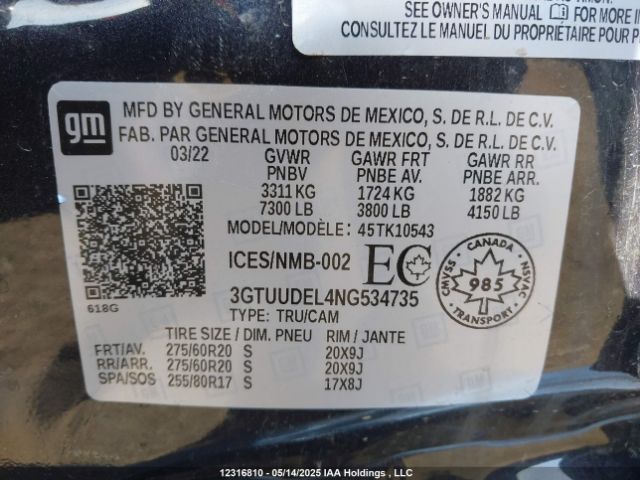 SEE OWNER'S MANUAL FOR MORE
CONSULTEZ LE MANUEL DU PROPRIÉTAIRE POUR
gm
MFD BY GENERAL MOTORS DE MEXICO, S. DE R.L. DE C.V.
FAB. PAR GENERAL MOTORS DE MEXICO, S. DE R.L. DE C.V.
03/22 GVWR GAWR FRT GAWR RR
PNBV PNBE AV. PNBE ARR.
3311 KG 1724 KG 1882 KG
7300 LB 3800 LB 4150 LB
MODEL/MODÈLE: 45TK10543
ICES/NMB-002 EC
CANADA
CMVSS 985 NSVAC
TRANSPORT
3GTUUDEL4NG534735
618G
TYPE: TRU/CAM
TIRE SIZE / DIM. PNEU RIM / JANTE
FRT/AV. 275/60R20 S 20X9J
RR/ARR. 275/60R20 S 20X9J
SPA/SOS 255/80R17 S 17X8J
12316810 - 05/14/2025 IAA Holdings , LLC